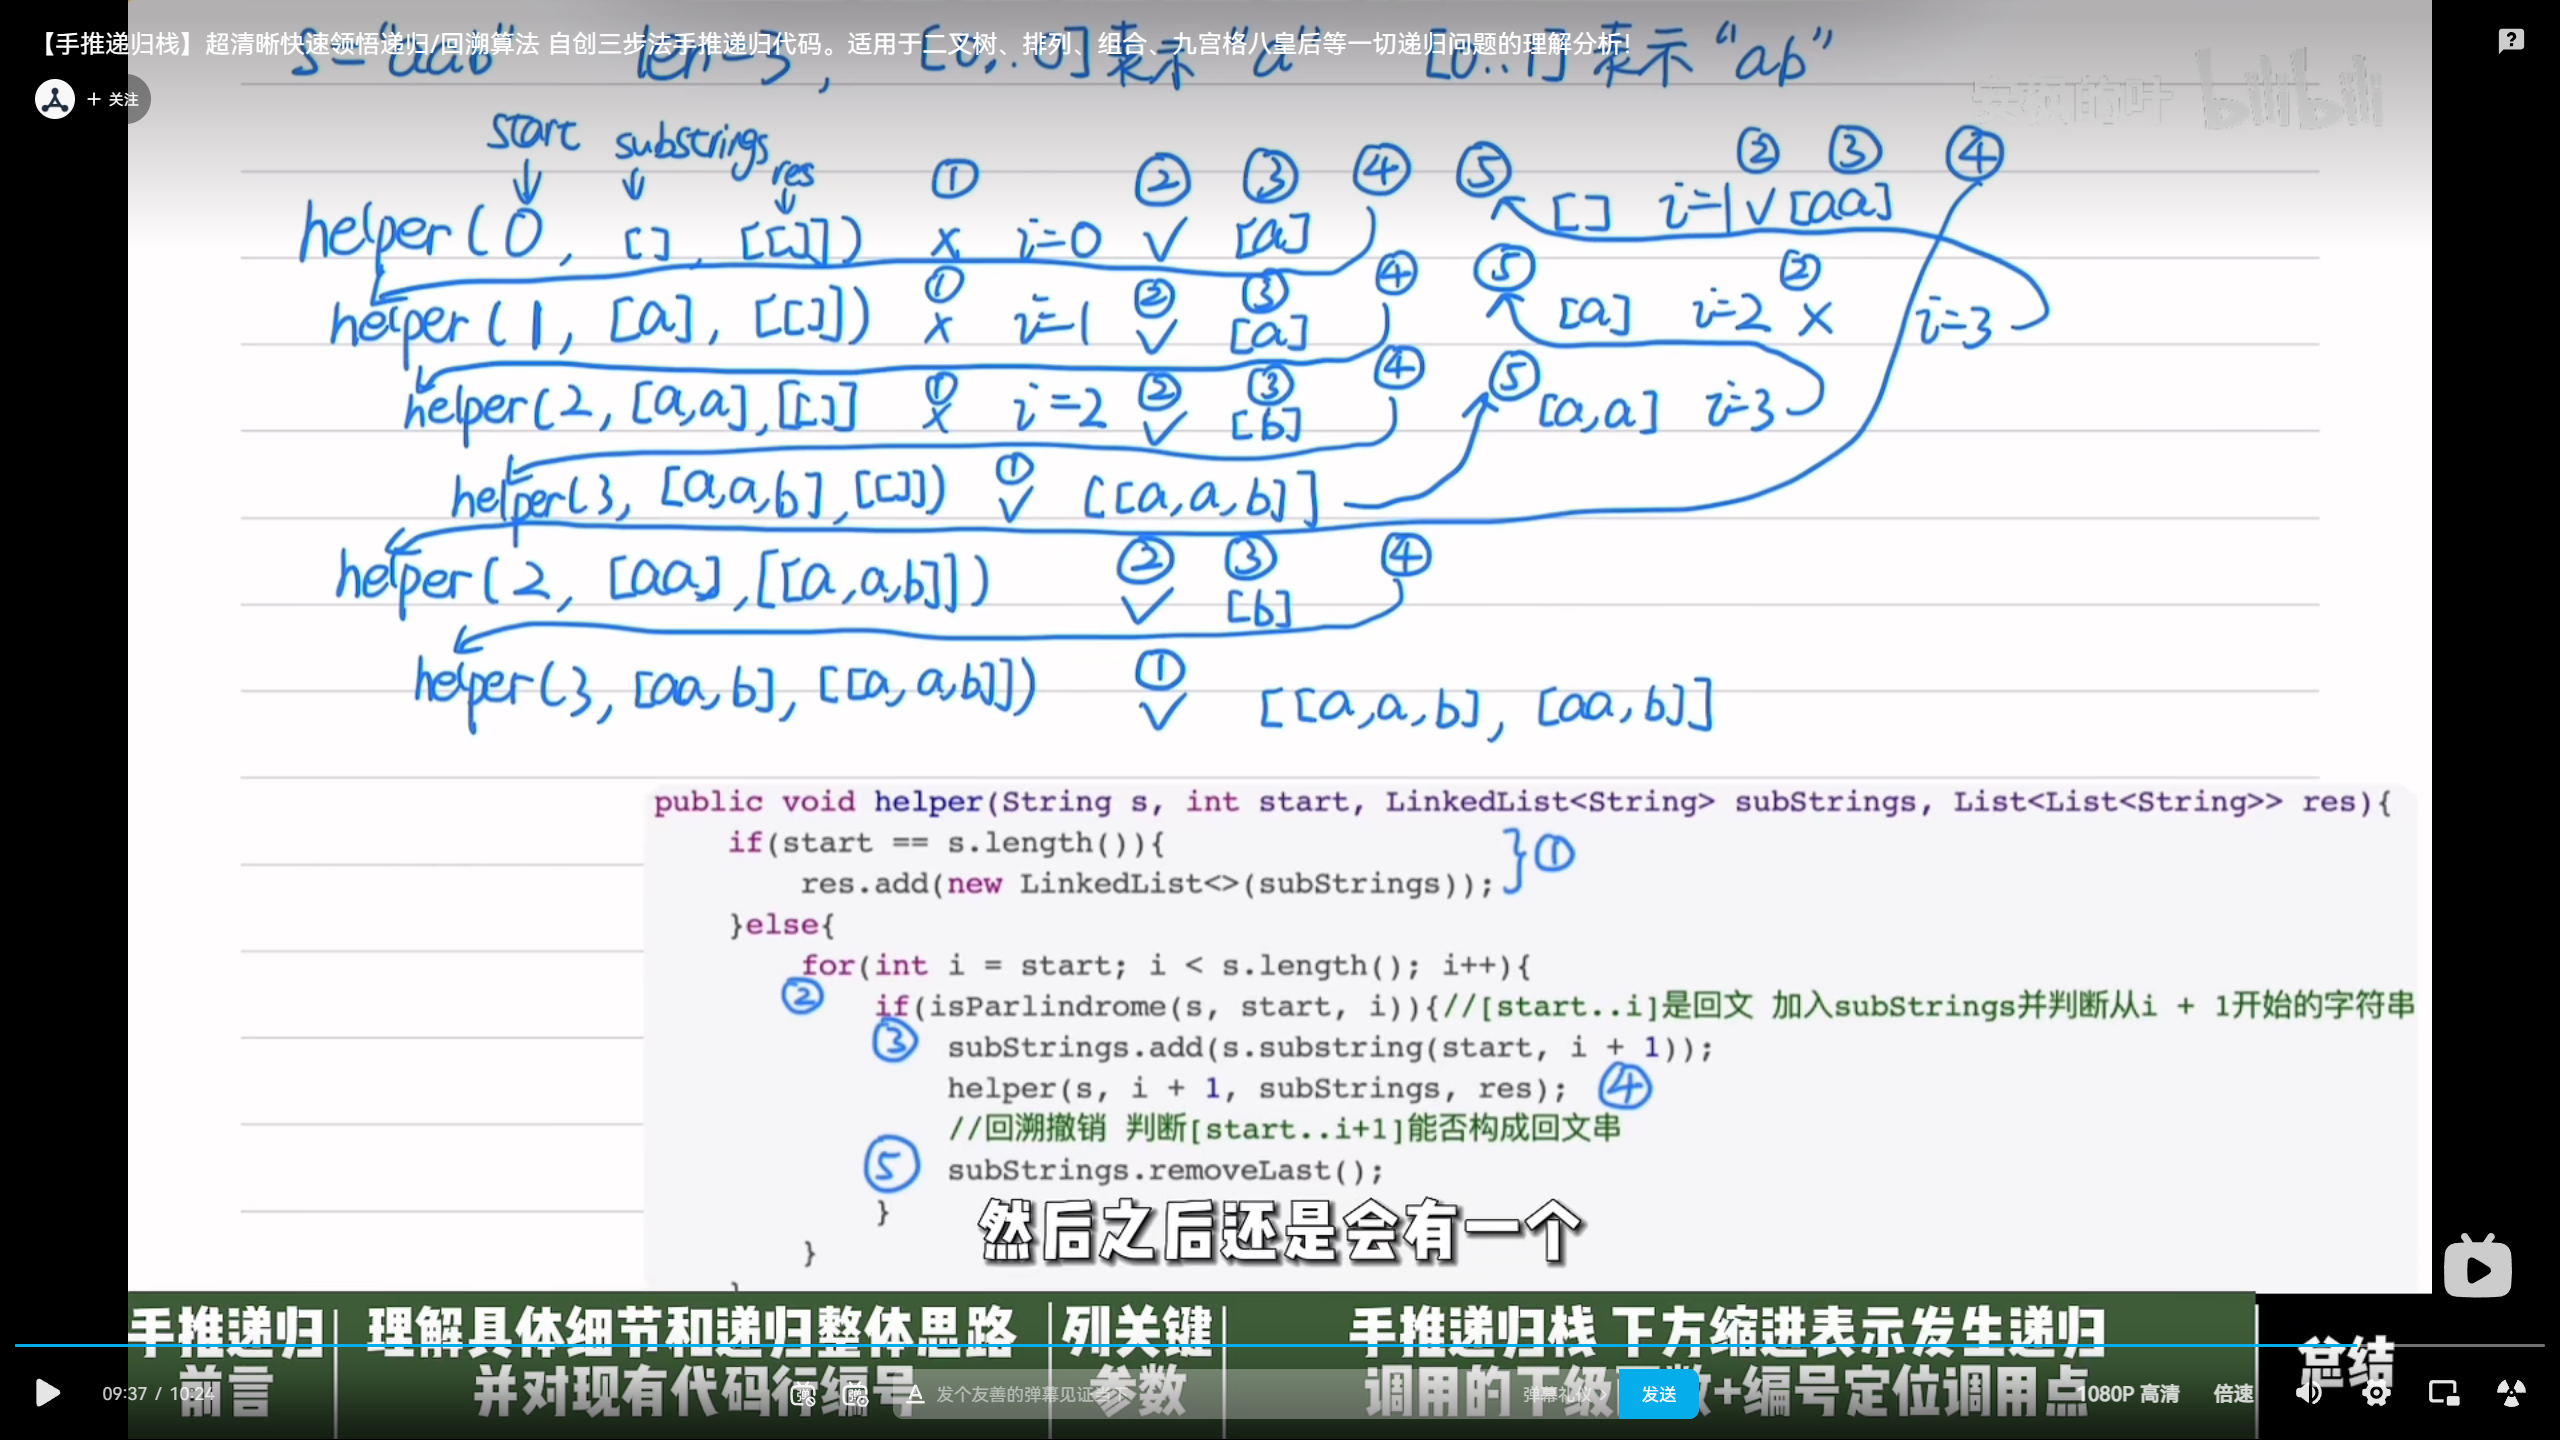 【手推递归栈】超清晰快速领悟递归/回溯算法 自创三步法手推递归代码。适用于二叉树、排列、组合、九宫格八皇后等一切递归问题的理解分析!
s="aab" len=3, [0..0]表示"a" [0..1]表示"ab"
+ 关注
bilibili
start substrings res ① ② ③ ④ ⑤ ② ③ ④
helper(0, [], [[]]) × i=0 ✓ [a] [] i=1 ✓ [aa]
① ② ③ ④ ⑤ ②
helper(1, [a], [[]]) × i=1 ✓ [a] [a] i=2 × i=3
① ② ③ ④ ⑤
helper(2, [a,a],[[]] × i=2 ✓ [b] [a,a] i=3
①
helper(3, [a,a,b],[[]]) ✓ [[a,a,b]]
② ③ ④
helper(2, [aa],[[a,a,b]]) ✓ [b]
①
helper(3, [aa,b], [[a,a,b]]) ✓ [[a,a,b], [aa,b]]
public void helper(String s, int start, LinkedList<String> subStrings, List<List<String>> res){
if(start == s.length()){
res.add(new LinkedList<>(subStrings)); } ①
}else{
for(int i = start; i < s.length(); i++){
② if(isParlindrome(s, start, i)){//[start..i]是回文 加入subStrings并判断从i + 1开始的字符串
③ subStrings.add(s.substring(start, i + 1));
helper(s, i + 1, subStrings, res); ④
//回溯撤销 判断[start..i+1]能否构成回文串
⑤ subStrings.removeLast();
}
}
然后之后还是会有一个
手推递归 理解具体细节和递归整体思路 列关键 手推递归栈 下方缩进表示发生递归 总结
前言 并对现有代码行编号 参数 调用的下级函数+编号定位调用点
09:37 / 10:24 发个友善的弹幕见证当下 弹幕礼仪 发送 1080P 高清 倍速